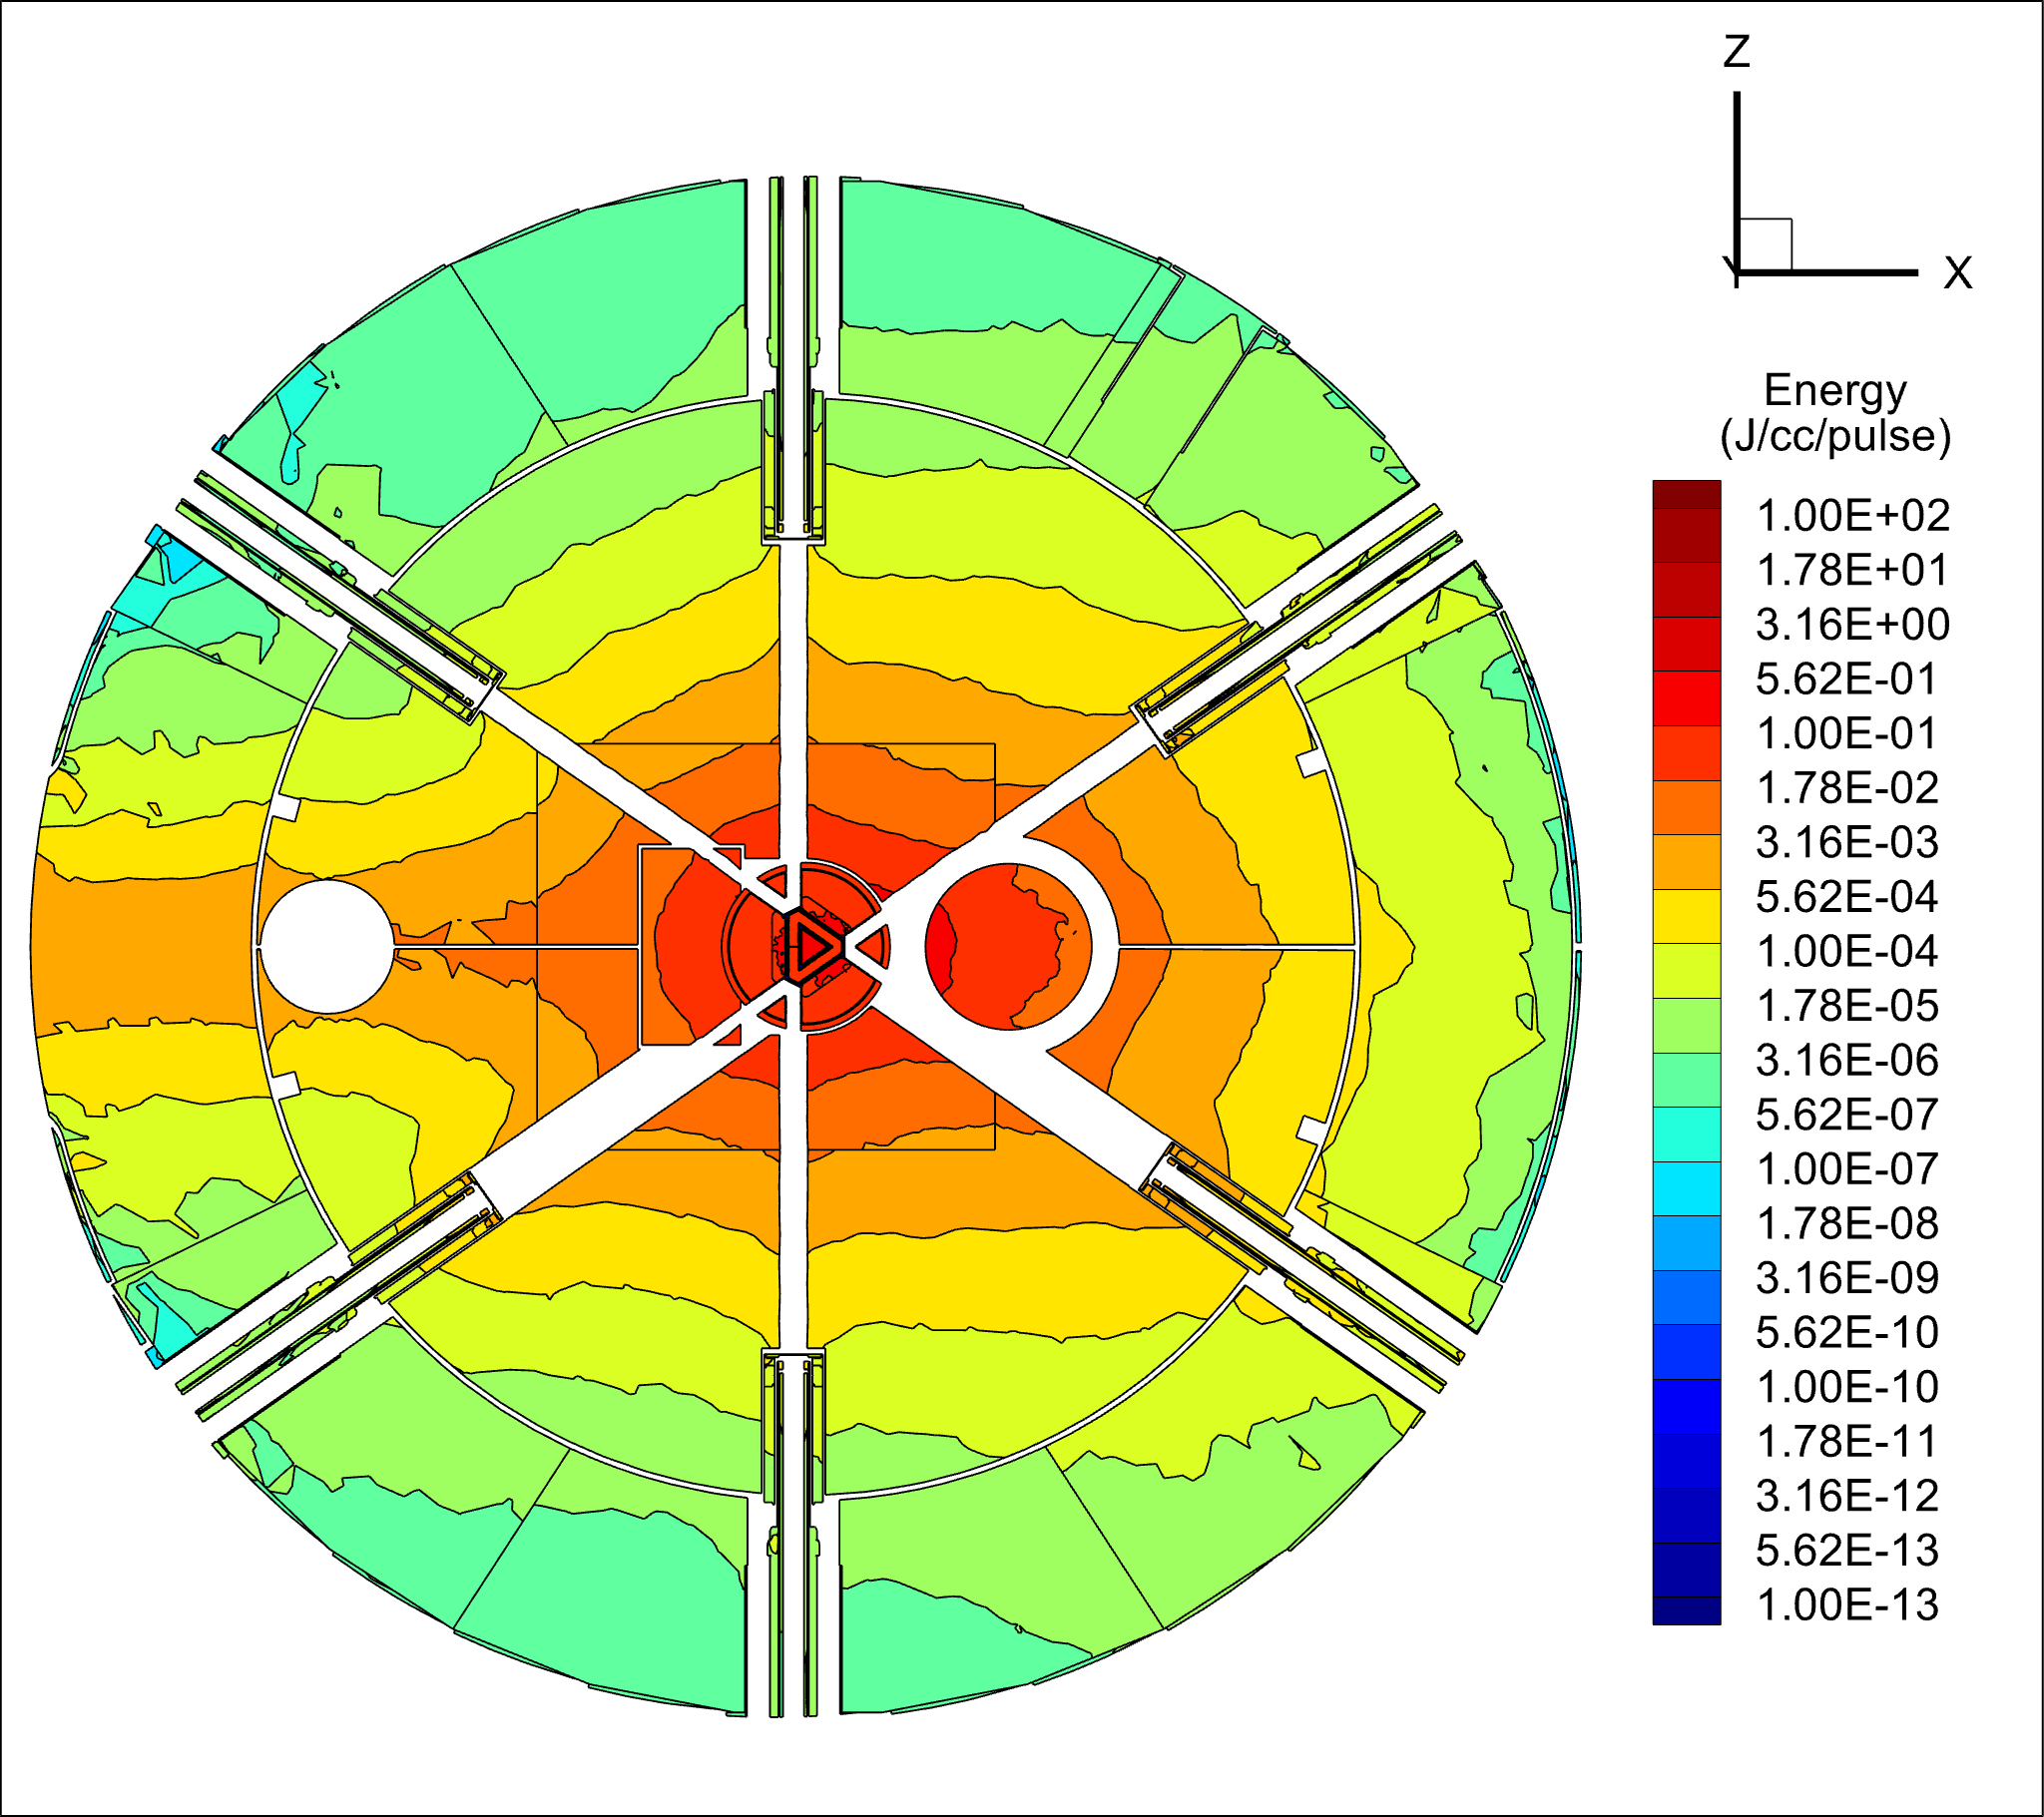 Z
X
Y
Energy
(J/cc/pulse)
1.00E+02
1.78E+01
3.16E+00
5.62E-01
1.00E-01
1.78E-02
3.16E-03
5.62E-04
1.00E-04
1.78E-05
3.16E-06
5.62E-07
1.00E-07
1.78E-08
3.16E-09
5.62E-10
1.00E-10
1.78E-11
3.16E-12
5.62E-13
1.00E-13